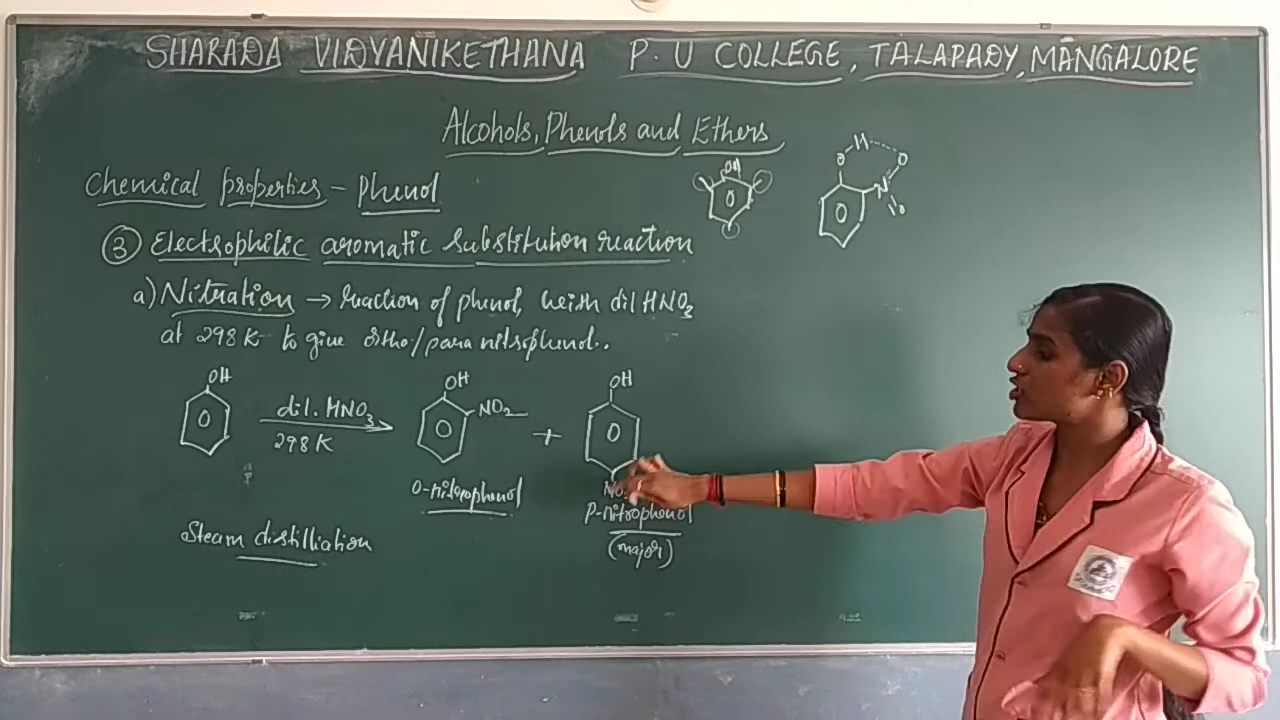 SHARADA VIDYANIKETHANA P.U COLLEGE, TALAPADY, MANGALORE
Alcohols, Phenols and Ethers
Chemical properties - Phenol
③ Electrophilic aromatic substitution reaction
a) Nitration → reaction of phenol, with dil HNO3
at 298 K to give ortho/para nitrophenol..
OH
O H O
N O
OH dil. HNO3 OH NO2 + OH
298 K
O-nitrophenol
NO
P-nitrophenol
(major)
Steam distilliation